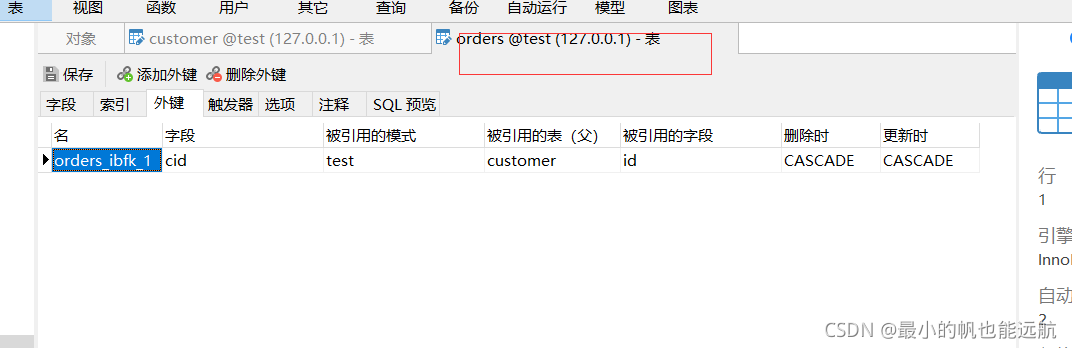 表 视图 函数 用户 其它 查询 备份 自动运行 模型 图表
对象 customer @test (127.0.0.1) - 表 orders @test (127.0.0.1) - 表
保存 添加外键 删除外键
字段 索引 外键 触发器 选项 注释 SQL 预览
名 字段 被引用的模式 被引用的表（父） 被引用的字段 删除时 更新时
orders_ibfk_1 cid test customer id CASCADE CASCADE
行
1
引擎
Inno
自动
2
CSDN @最小的帆也能远航